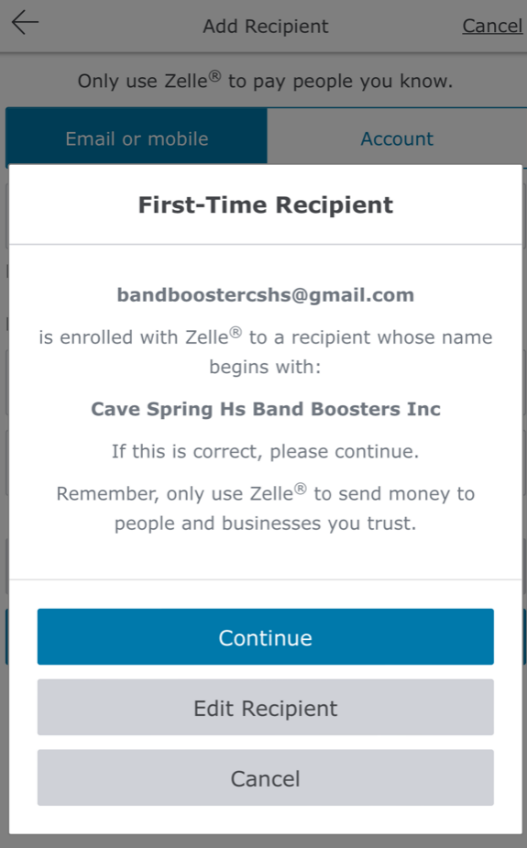 Add Recipient Cancel
Only use Zelle® to pay people you know.
Email or mobile Account
First-Time Recipient
bandboostercshs@gmail.com
is enrolled with Zelle® to a recipient whose name
begins with:
Cave Spring Hs Band Boosters Inc
If this is correct, please continue.
Remember, only use Zelle® to send money to
people and businesses you trust.
Continue
Edit Recipient
Cancel